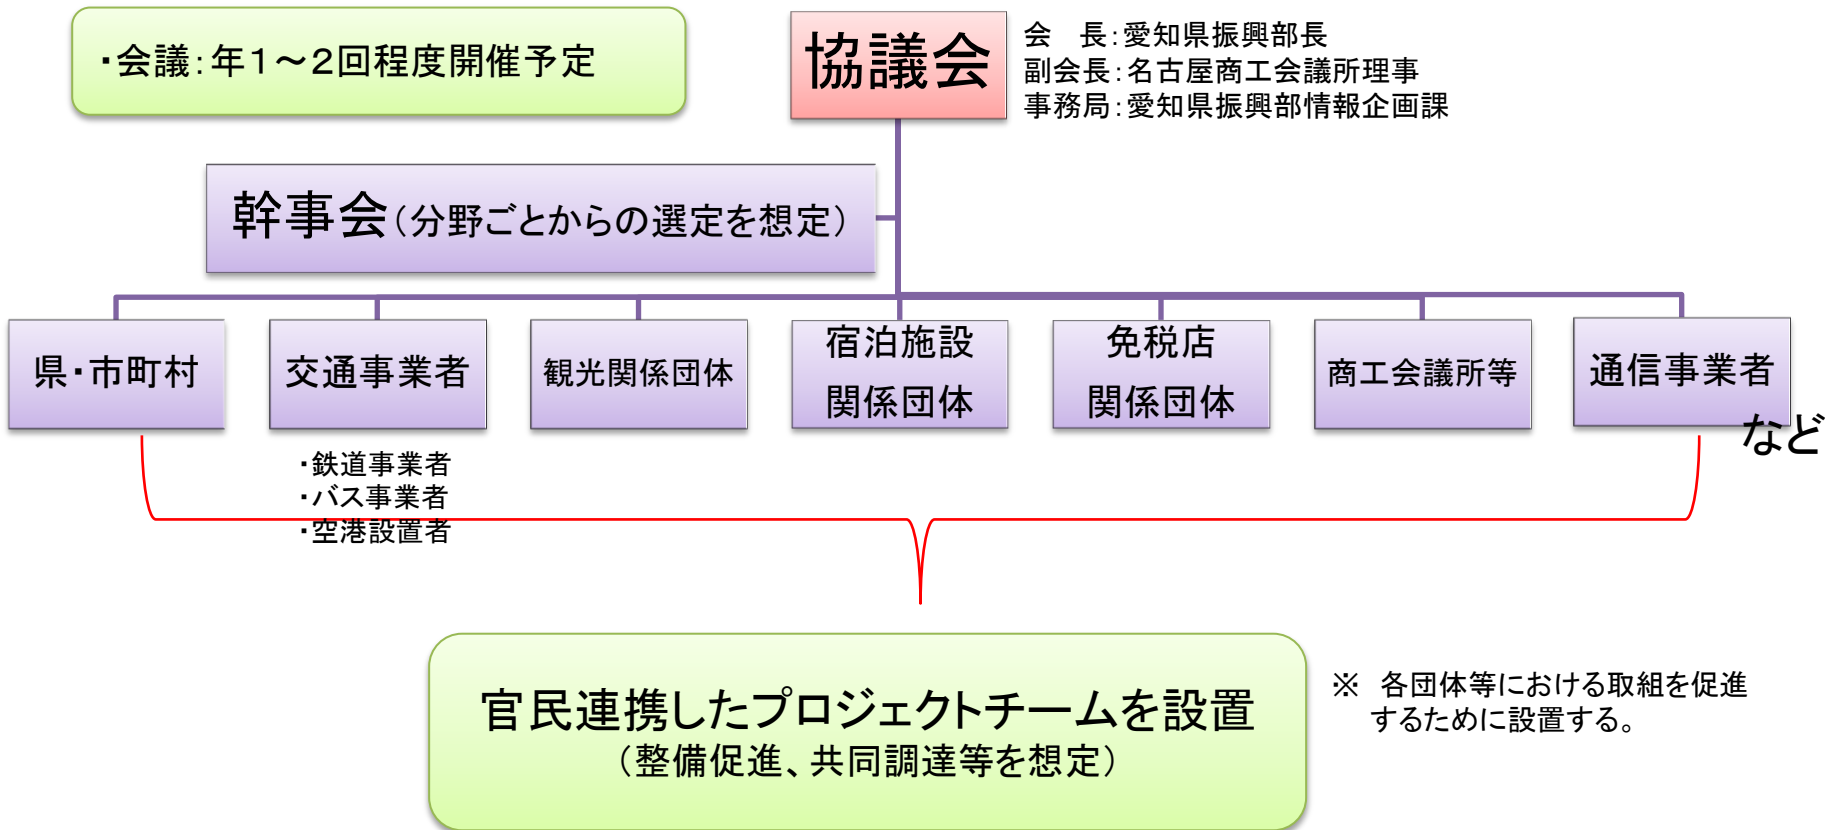 ・会議：年１～２回程度開催予定
協議会
会　長：愛知県振興部長
副会長：名古屋商工会議所理事
事務局：愛知県振興部情報企画課
幹事会（分野ごとからの選定を想定）
県・市町村
交通事業者
観光関係団体
宿泊施設
関係団体
免税店
関係団体
商工会議所等
通信事業者
など
・鉄道事業者
・バス事業者
・空港設置者
官民連携したプロジェクトチームを設置
（整備促進、共同調達等を想定）
※　各団体等における取組を促進
するために設置する。